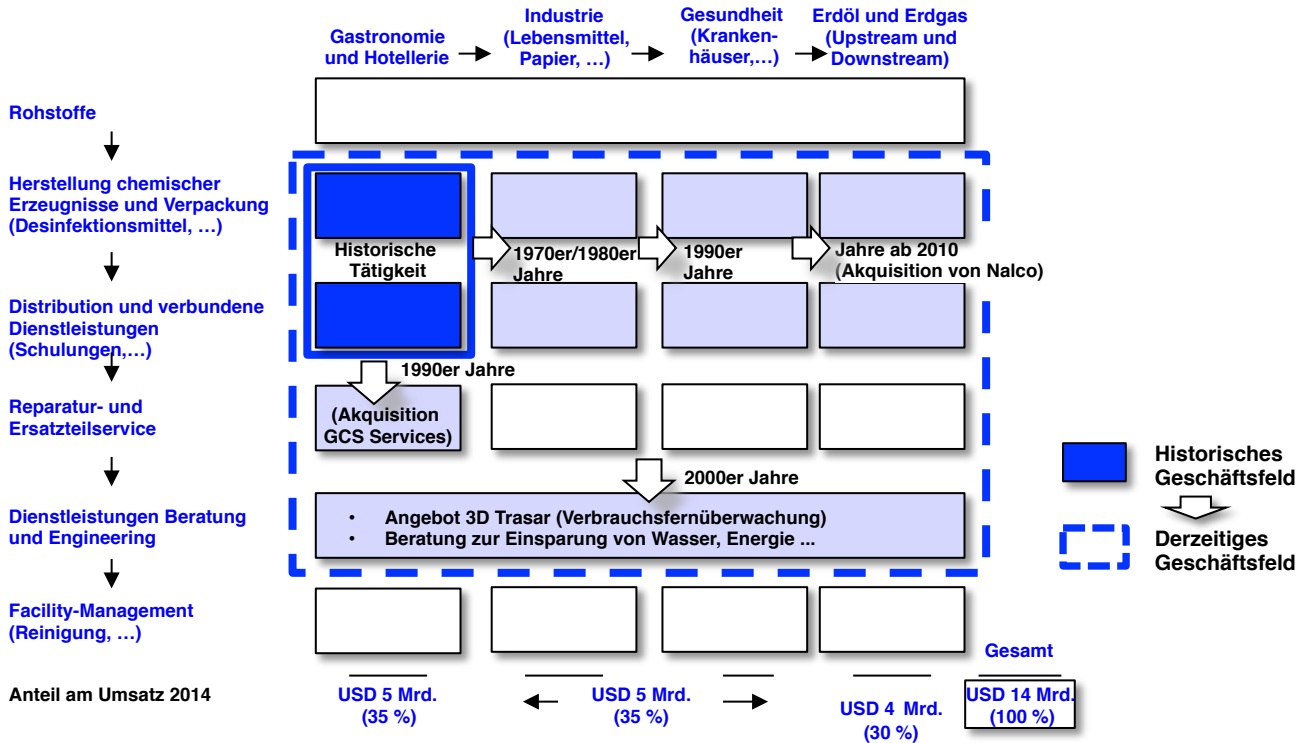 Gastronomie
und Hotellerie
Industrie
(Lebensmittel,
Papier, …)
Gesundheit
(Kranken-
häuser,…)
Erdöl und Erdgas
(Upstream und
Downstream)
Rohstoffe
Herstellung chemischer
Erzeugnisse und Verpackung
(Desinfektionsmittel, …)
Historische
Tätigkeit
1970er/1980er
Jahre
1990er
Jahre
Jahre ab 2010
(Akquisition von Nalco)
Distribution und verbundene
Dienstleistungen
(Schulungen,…)
1990er Jahre
Reparatur- und
Ersatzteilservice
(Akquisition
GCS Services)
2000er Jahre
Dienstleistungen Beratung
und Engineering
• Angebot 3D Trasar (Verbrauchsfernüberwachung)
• Beratung zur Einsparung von Wasser, Energie ...
Historisches
Geschäftsfeld
Derzeitiges
Geschäftsfeld
Facility-Management
(Reinigung, …)
Gesamt
Anteil am Umsatz 2014
USD 5 Mrd.
(35 %)
USD 5 Mrd.
(35 %)
USD 4 Mrd.
(30 %)
USD 14 Mrd.
(100 %)